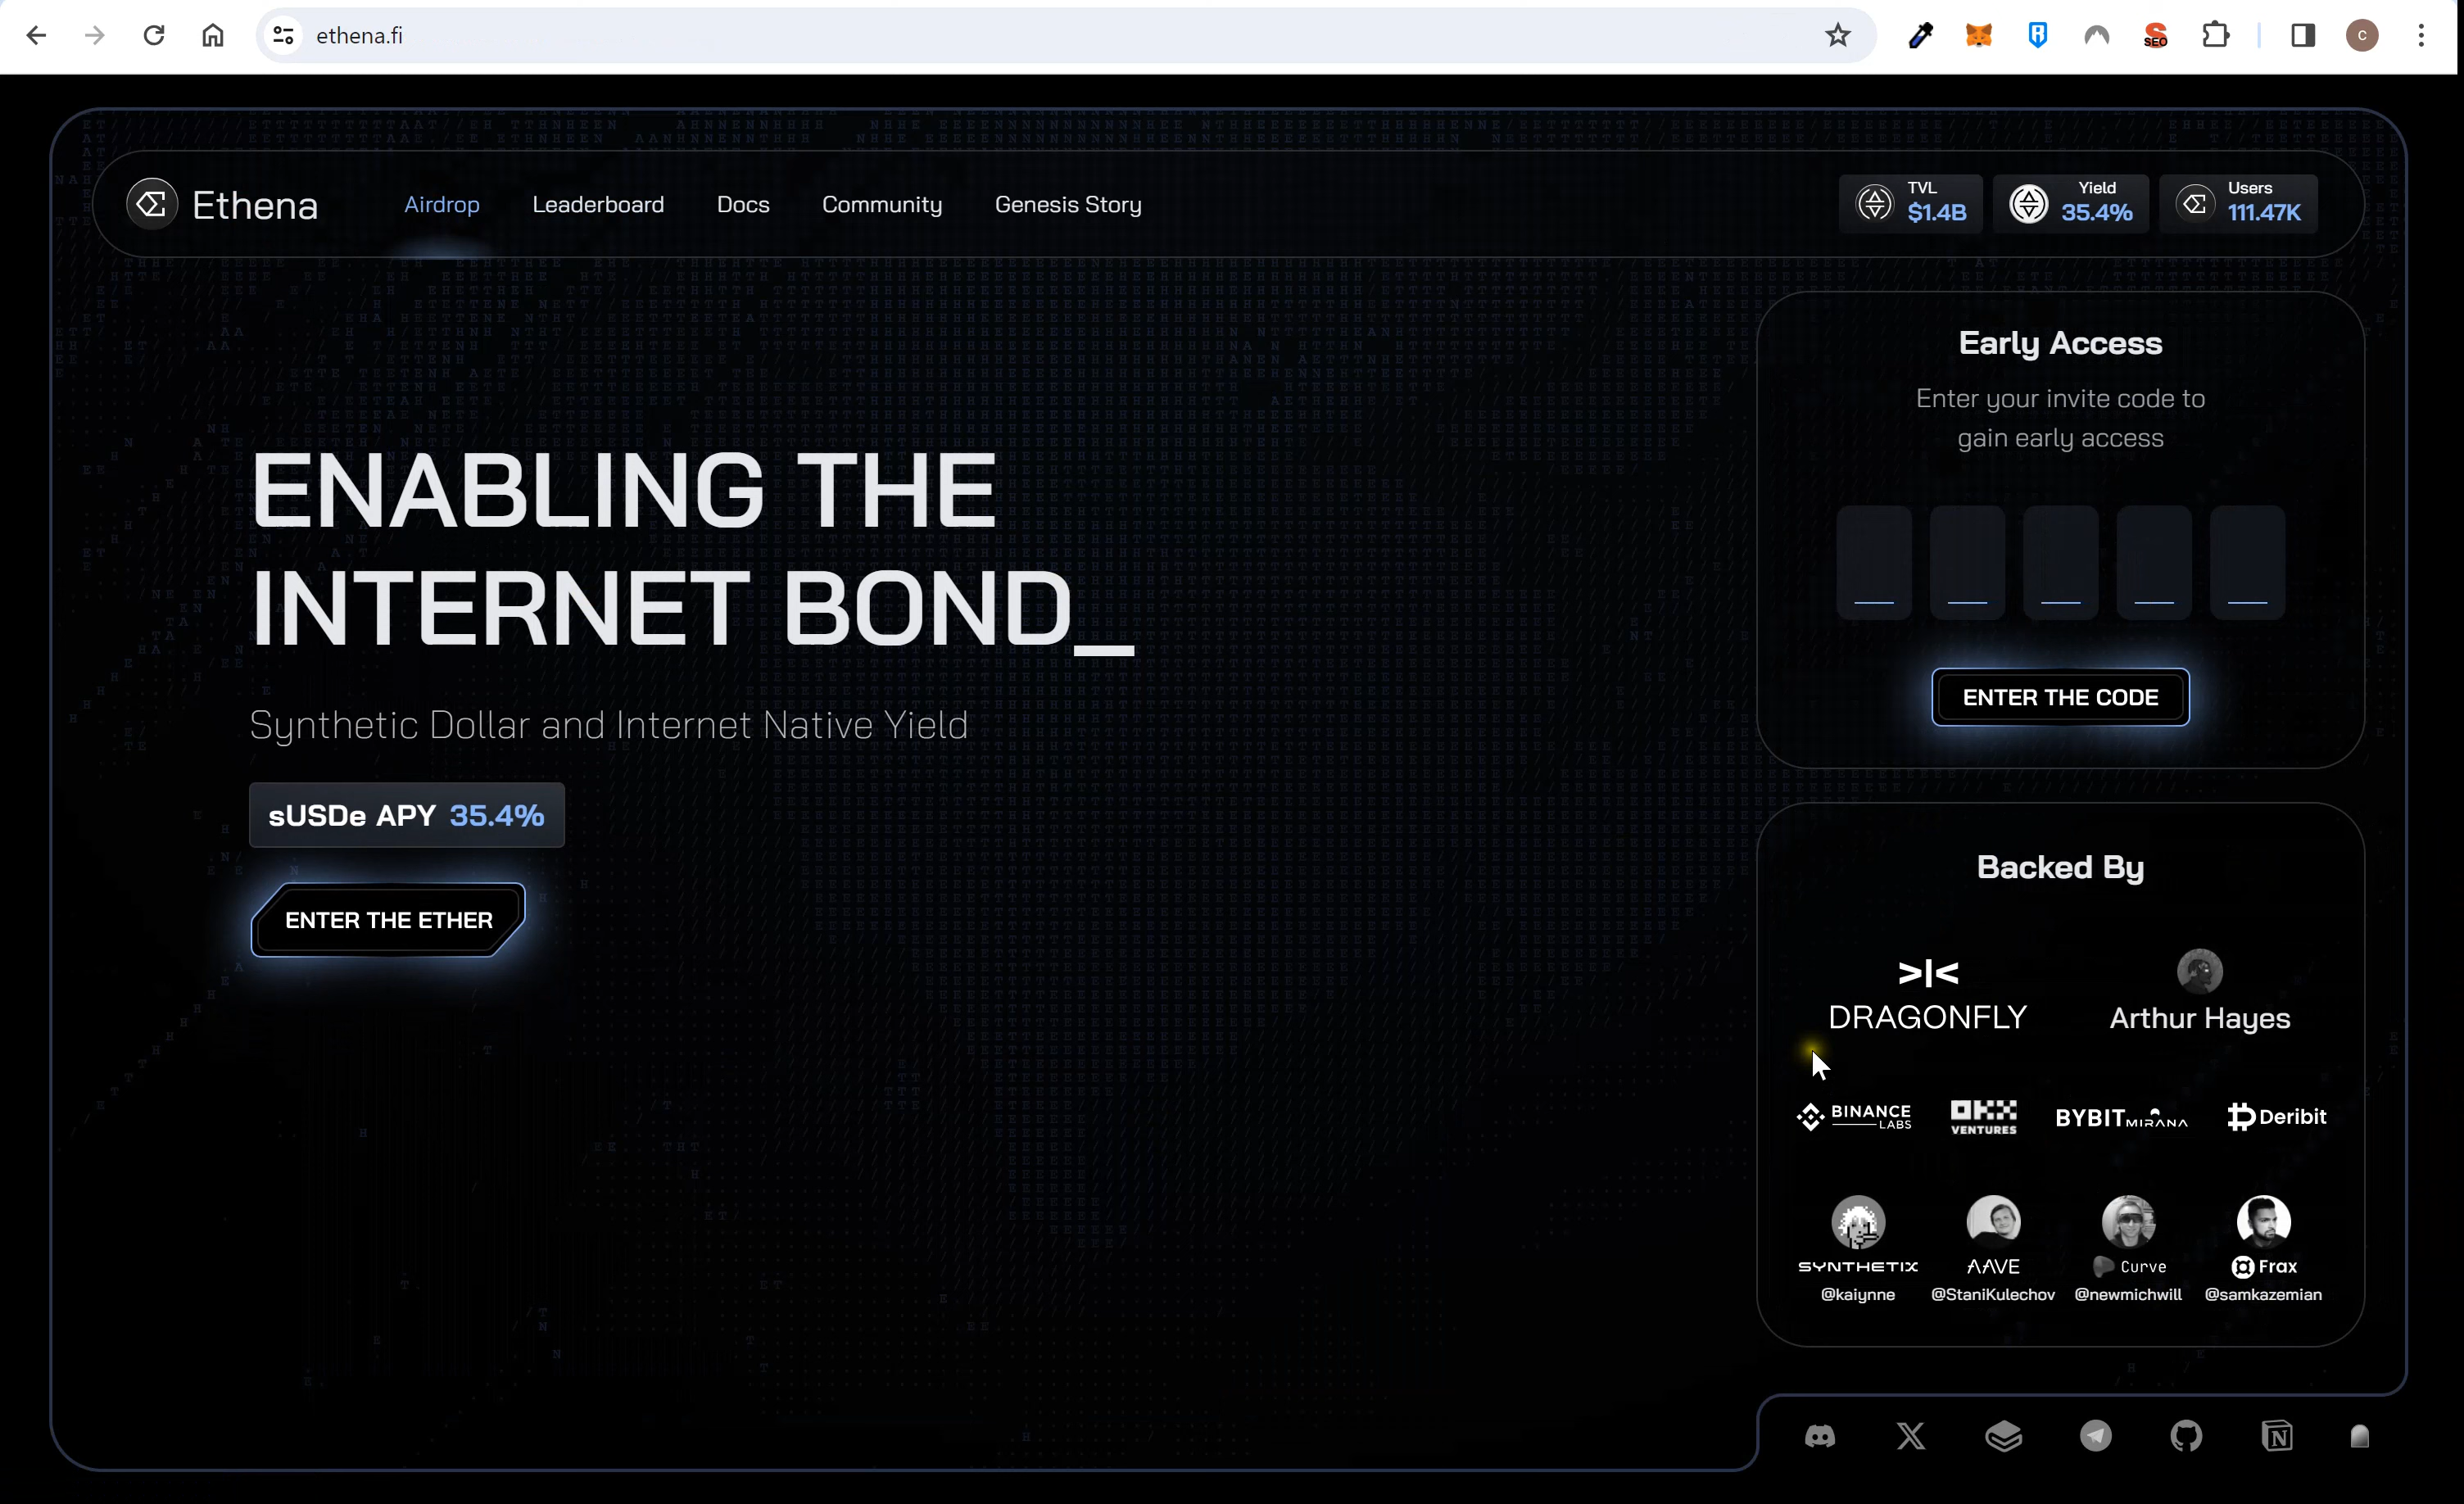 ethena.fi
SEO
C
Ethena
Airdrop
Leaderboard
Docs
Community
Genesis Story
TVL
$1.4B
Yield
35.4%
Users
111.47K
ENABLING THE
INTERNET BOND_
Synthetic Dollar and Internet Native Yield
sUSDe APY 35.4%
ENTER THE ETHER
Early Access
Enter your invite code to
gain early access
ENTER THE CODE
Backed By
DRAGONFLY
Arthur Hayes
BINANCE
LABS
OKX
VENTURES
BYBIT MIRANA
Deribit
SYNTHETIX
@kaiynne
AAVE
@StaniKulechov
Curve
@newmichwill
Frax
@samkazemian